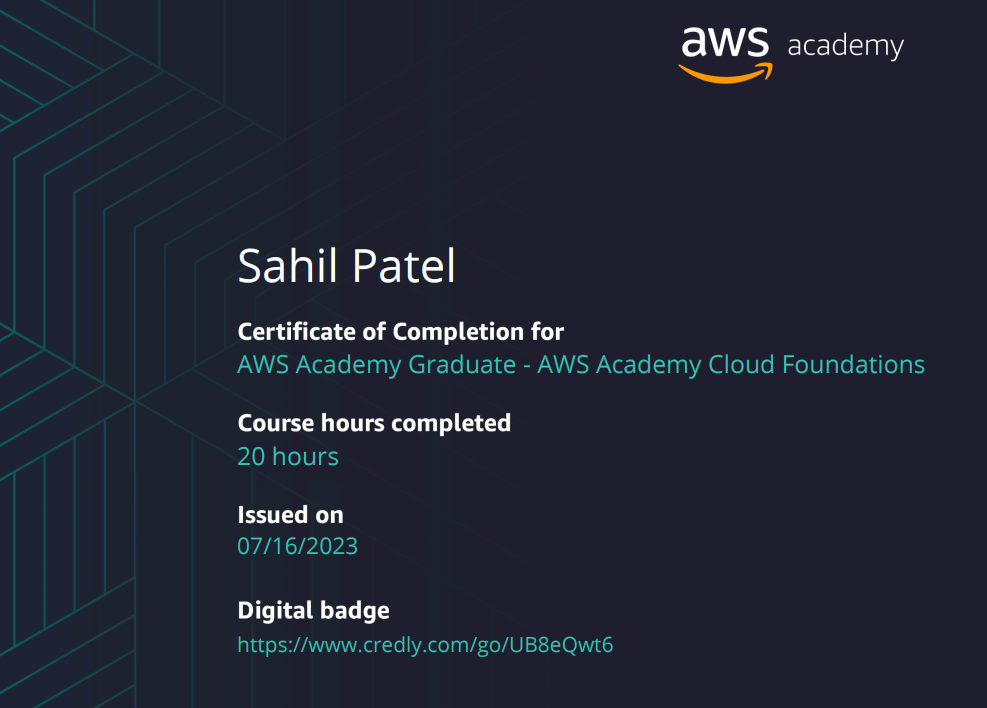 aws academy
Sahil Patel
Certificate of Completion for
AWS Academy Graduate - AWS Academy Cloud Foundations
Course hours completed
20 hours
Issued on
07/16/2023
Digital badge
https://www.credly.com/go/UB8eQwt6